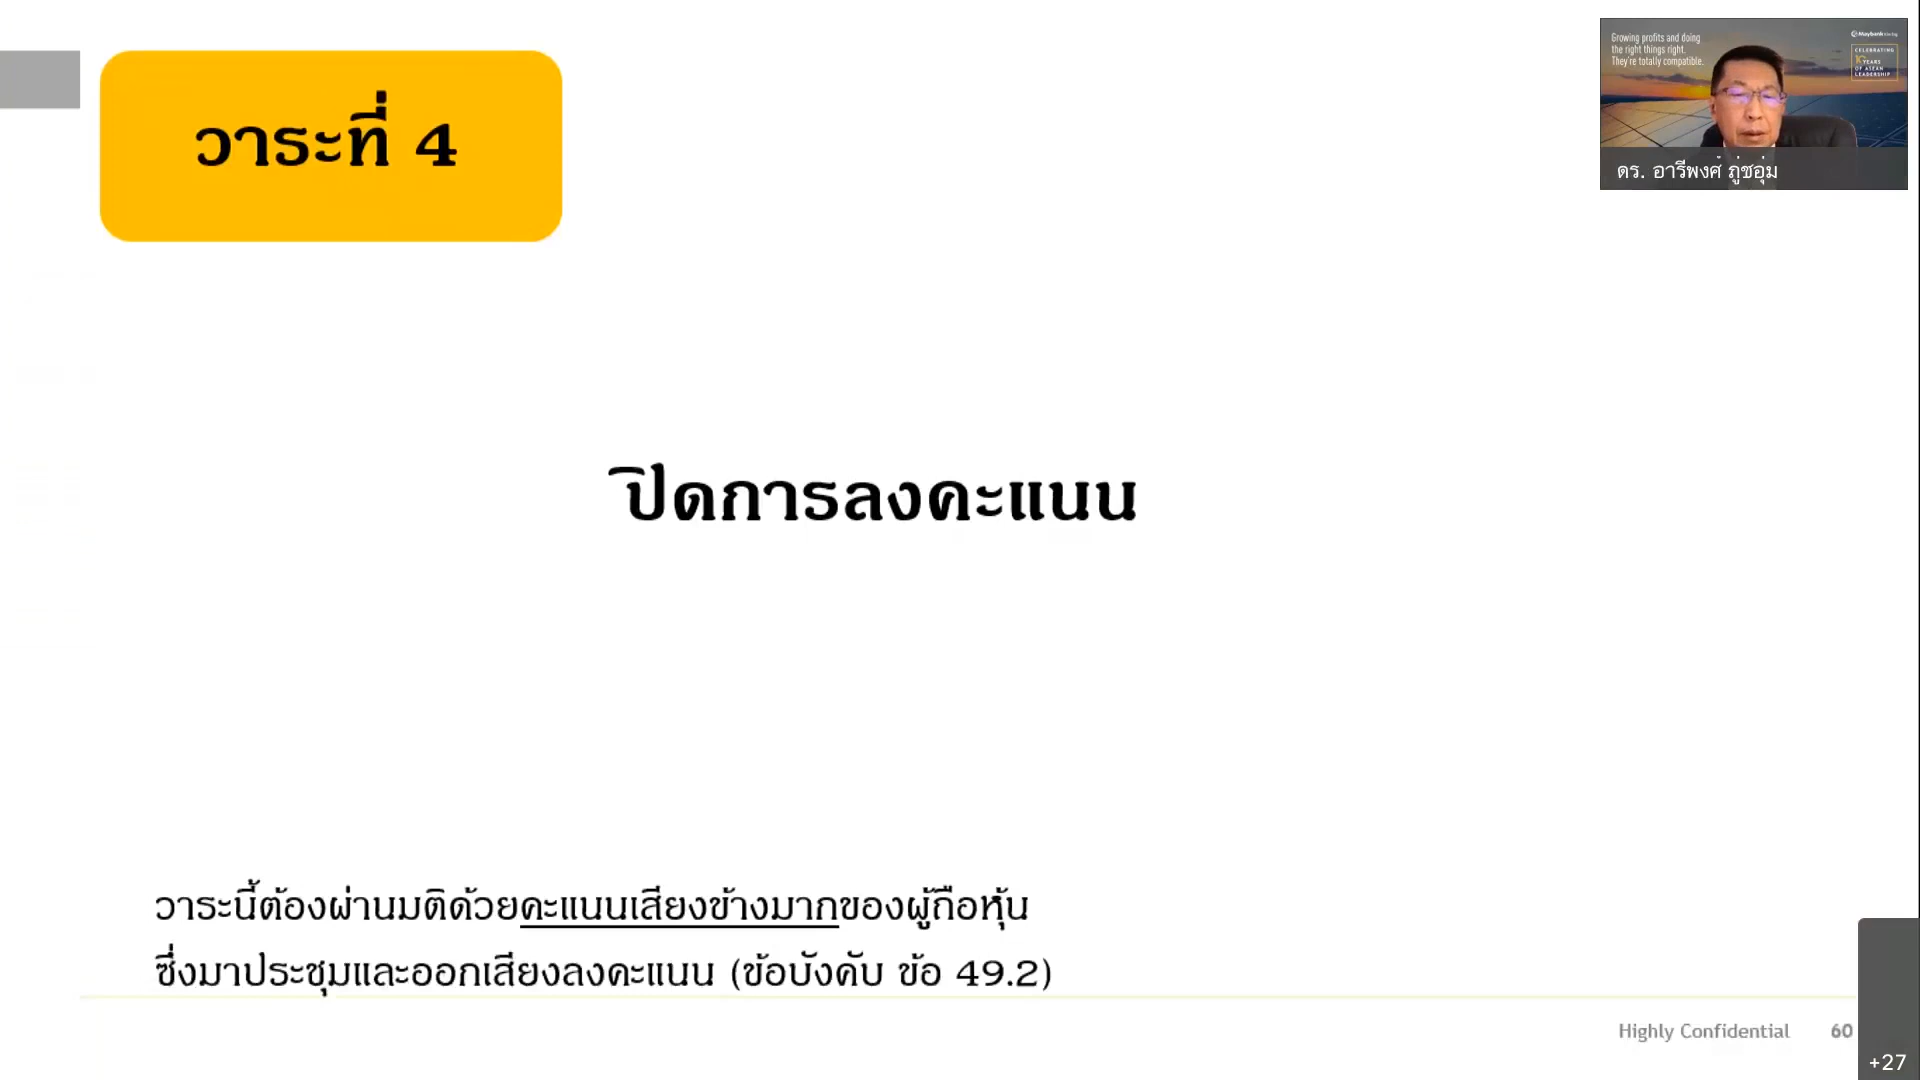 วาระที่ 4
Growing profits and doing
the right things right.
They're totally compatible.
Maybank Kim Eng
CELEBRATING
10 YEARS
OF ASEAN
LEADERSHIP
ดร. อารีพงศ์ ภู่ชอุ่ม
ปิดการลงคะแนน
วาระนี้ต้องผ่านมติด้วยคะแนนเสียงข้างมากของผู้ถือหุ้น
ซึ่งมาประชุมและออกเสียงลงคะแนน (ข้อบังคับ ข้อ 49.2)
Highly Confidential 60
+27